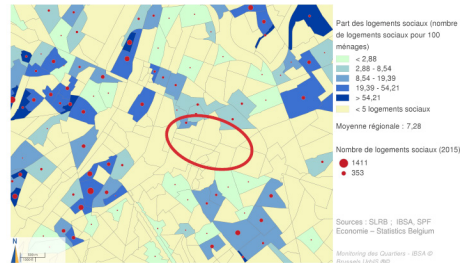 Part des logements sociaux (nombre
de logements sociaux pour 100
ménages)
< 2,88
2,88 - 8,54
8,54 - 19,39
19,39 - 54,21
> 54,21
< 5 logements sociaux
Moyenne régionale : 7,28
Nombre de logements sociaux (2015)
1411
353
Sources : SLRB ; IBSA, SPF
Economie – Statistics Belgium
Monitoring des Quartiers - IBSA ©
N